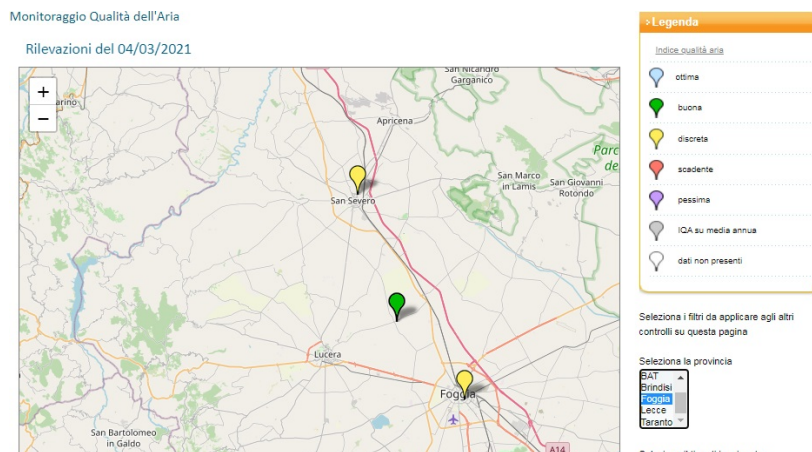 Monitoraggio Qualità dell'Aria
Rilevazioni del 04/03/2021
+
−
San Nicandro
Garganico
Apricena
San Severo
San Marco
in Lamis
San Giovanni
Rotondo
Parc
de
Lucera
Foggia
San Bartolomeo
in Galdo
A14
>Legenda
Indice qualità aria
ottima
buona
discreta
scadente
pessima
IQA su media annua
dati non presenti
Seleziona i filtri da applicare agli altri
controlli su questa pagina
Seleziona la provincia
BAT
Brindisi
Foggia
Lecce
Taranto